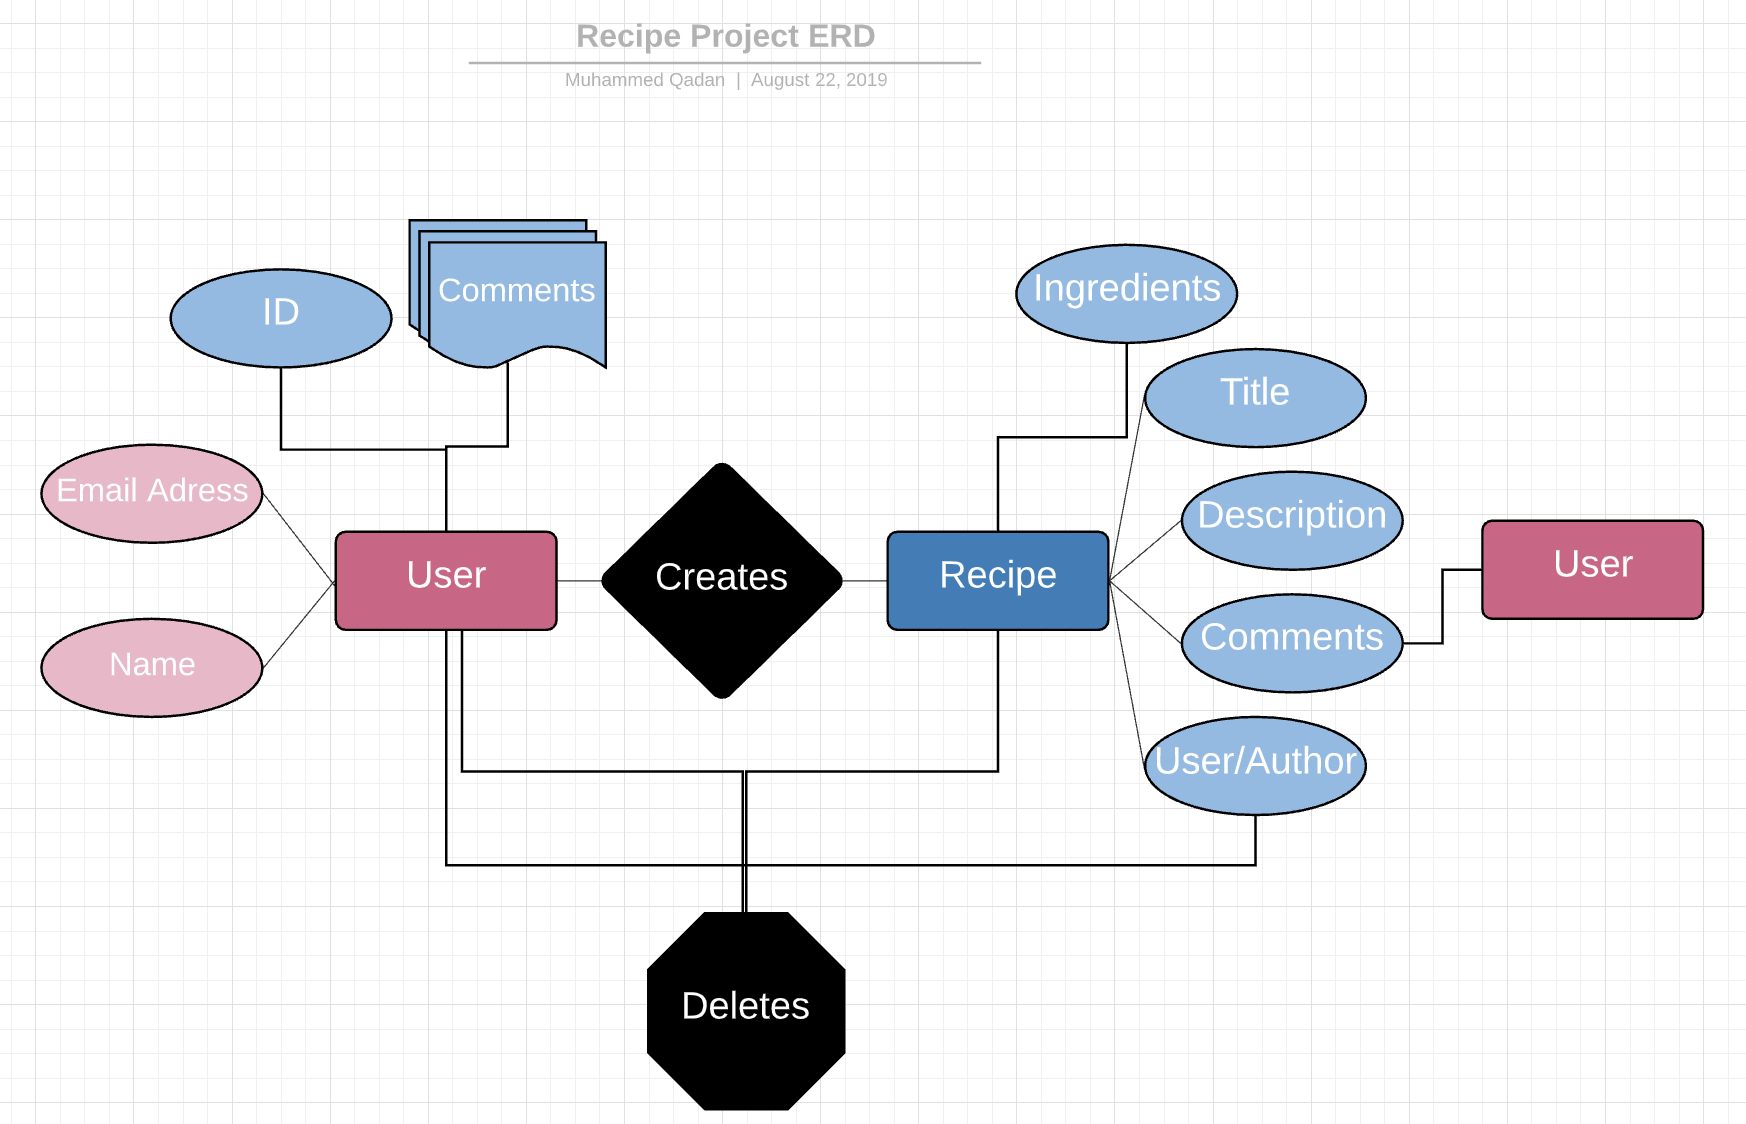 Recipe Project ERD
Muhammed Qadan | August 22, 2019
ID
Comments
Ingredients
Title
Email Adress
Description
User
Creates
Recipe
User
Comments
Name
User/Author
Deletes